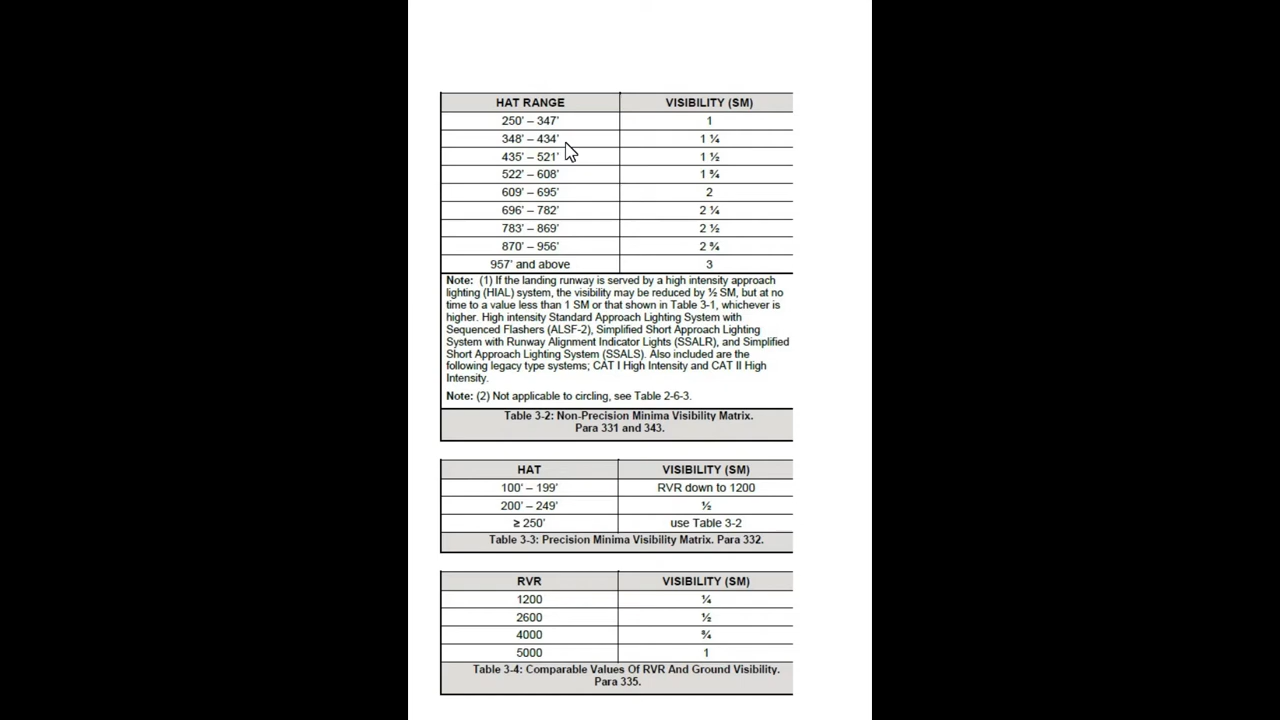 HAT RANGE VISIBILITY (SM)
250' – 347' 1
348' – 434' 1 ¼
435' – 521' 1 ½
522' – 608' 1 ¾
609' – 695' 2
696' – 782' 2 ¼
783' – 869' 2 ½
870' – 956' 2 ¾
957' and above 3
Note: (1) If the landing runway is served by a high intensity approach
lighting (HIAL) system, the visibility may be reduced by ½ SM, but at no
time to a value less than 1 SM or that shown in Table 3-1, whichever is
higher. High intensity Standard Approach Lighting System with
Sequenced Flashers (ALSF-2), Simplified Short Approach Lighting
System with Runway Alignment Indicator Lights (SSALR), and Simplified
Short Approach Lighting System (SSALS). Also included are the
following legacy type systems; CAT I High Intensity and CAT II High
Intensity.
Note: (2) Not applicable to circling, see Table 2-6-3.
Table 3-2: Non-Precision Minima Visibility Matrix.
Para 331 and 343.
HAT VISIBILITY (SM)
100' – 199' RVR down to 1200
200' – 249' ½
≥ 250' use Table 3-2
Table 3-3: Precision Minima Visibility Matrix. Para 332.
RVR VISIBILITY (SM)
1200 ¼
2600 ½
4000 ¾
5000 1
Table 3-4: Comparable Values Of RVR And Ground Visibility.
Para 335.